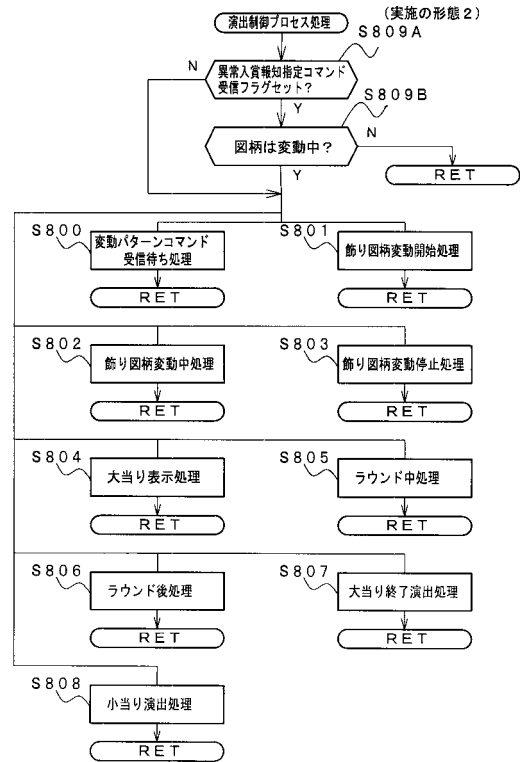 (実施の形態2)
演出制御プロセス処理
S809A
N
異常入賞報知指定コマンド
受信フラグセット?
Y
S809B
図柄は変動中?
N
Y
RET
S800
変動パターンコマンド
受信待ち処理
RET
S801
飾り図柄変動開始処理
RET
S802
飾り図柄変動中処理
RET
S803
飾り図柄変動停止処理
RET
S804
大当り表示処理
RET
S805
ラウンド中処理
RET
S806
ラウンド後処理
RET
S807
大当り終了演出処理
RET
S808
小当り演出処理
RET